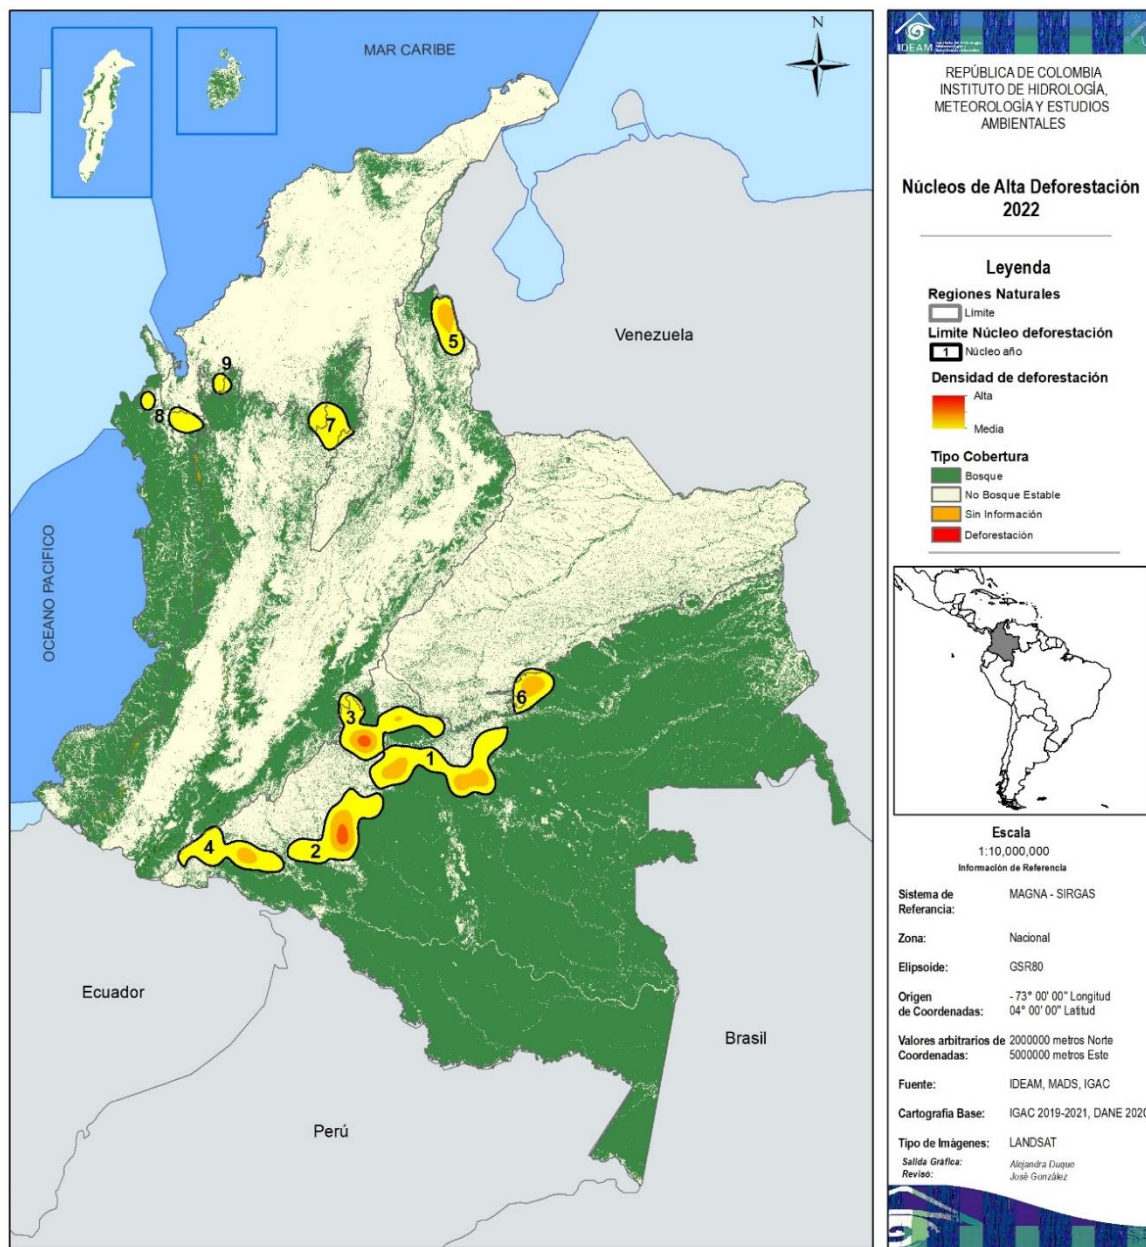 MAR CARIBE
N
Venezuela
OCEANO PACIFICO
5
9
8
7
6
3
1
2
4
Ecuador
Brasil
Perú
IDEAM
REPÚBLICA DE COLOMBIA
INSTITUTO DE HIDROLOGÍA,
METEOROLOGÍA Y ESTUDIOS
AMBIENTALES
Núcleos de Alta Deforestación
2022
Leyenda
Regiones Naturales
Límite
Limite Núcleo deforestación
1 Núcleo año
Densidad de deforestación
Alta
Media
Tipo Cobertura
Bosque
No Bosque Estable
Sin Información
Deforestación
Escala
1:10,000,000
Información de Referencia
Sistema de MAGNA - SIRGAS
Referancia:
Zona: Nacional
Elipsoide: GSR80
Origen - 73° 00' 00" Longitud
de Coordenadas: 04° 00' 00" Latitud
Valores arbitrarios de 2000000 metros Norte
Coordenadas: 5000000 metros Este
Fuente: IDEAM, MADS, IGAC
Cartografia Base: IGAC 2019-2021, DANE 2020
Tipo de Imágenes: LANDSAT
Salida Gráfica: Alejandra Duque
Revisó: José González